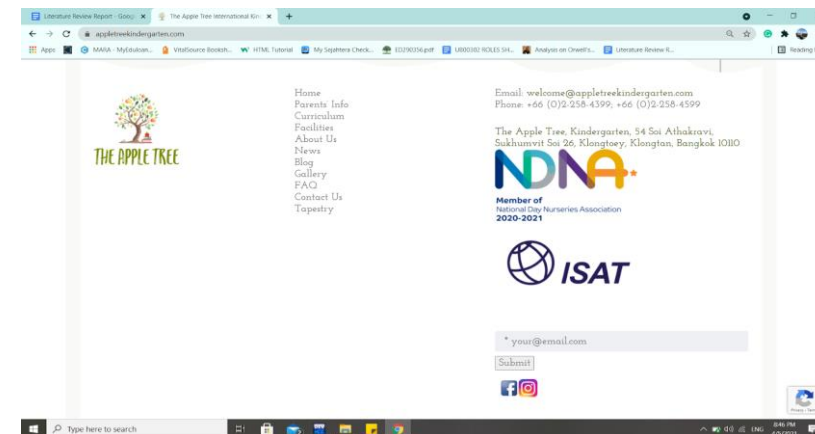 Literature Review Report - Goog
The Apple Tree International Kin
appletreekindergarten.com
Apps
MARA - MyEducan...
VitalSource Booksh...
HTML Tutorial
My Sejahtera Check...
ED290356.pdf
U000382 ROLES SH...
Analysis on Orwell's...
Literature Review R...
Reading
THE APPLE TREE
Home
Parents Info
Curriculum
Facilities
About Us
News
Blog
Gallery
FAQ
Contact Us
Tapestry
Email: welcome@appletreekindergarten.com
Phone: +66 (0)2-258-4399; +66 (0)2-258-4599
The Apple Tree, Kindergarten, 54 Soi Athakravi,
Sukhumvit Soi 26, Klongtoey, Klongtan, Bangkok 10110
NDNA
Member of
National Day Nurseries Association
2020-2021
ISAT
* your@email.com
Submit
Type here to search
ENG
8:46 PM